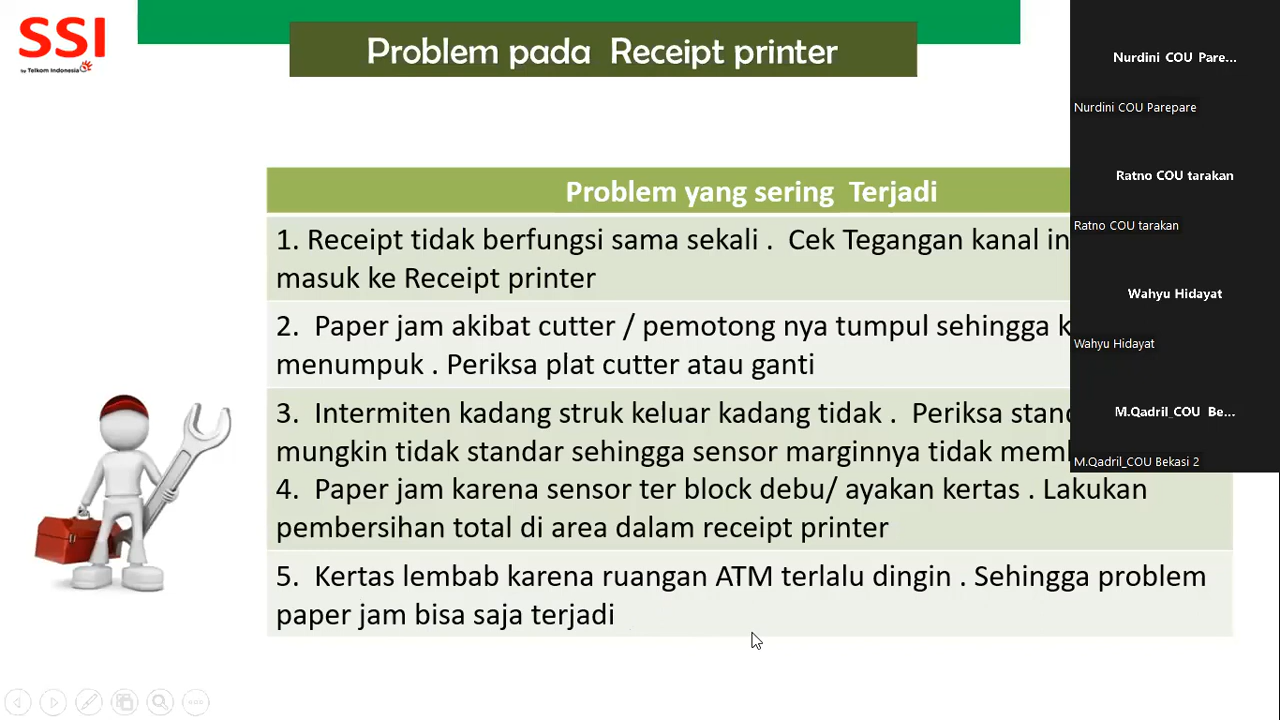 SSI
by Telkom Indonesia
Problem pada Receipt printer
Problem yang sering Terjadi
1. Receipt tidak berfungsi sama sekali . Cek Tegangan kanal
masuk ke Receipt printer
2. Paper jam akibat cutter / pemotong nya tumpul sehingga
menumpuk . Periksa plat cutter atau ganti
3. Intermiten kadang struk keluar kadang tidak . Periksa
mungkin tidak standar sehingga sensor marginnya tidak
4. Paper jam karena sensor ter block debu/ ayakan kertas . Lakukan
pembersihan total di area dalam receipt printer
5. Kertas lembab karena ruangan ATM terlalu dingin . Sehingga problem
paper jam bisa saja terjadi
Nurdini COU Pare...
Nurdini COU Parepare
Ratno COU tarakan
Ratno COU tarakan
Wahyu Hidayat
Wahyu Hidayat
M.Qadril_COU Be...
M.Qadril_COU Bekasi 2